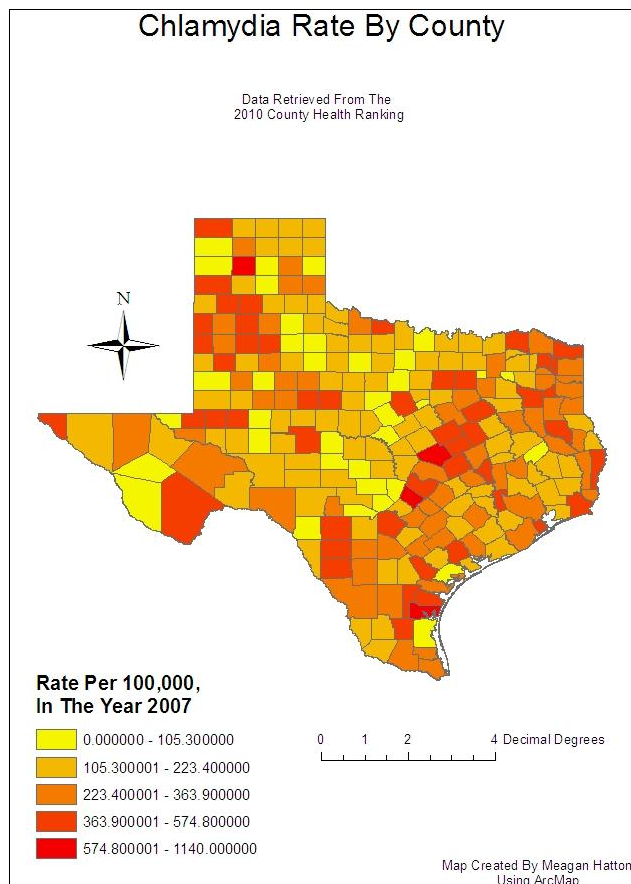 Chlamydia Rate By County
Data Retrieved From The
2010 County Health Ranking
N
Rate Per 100,000,
In The Year 2007
0.000000 - 105.300000
105.300001 - 223.400000
223.400001 - 363.900000
363.900001 - 574.800000
574.800001 - 1140.000000
0 1 2 4 Decimal Degrees
Map Created By Meagan Hatton
Using ArcMap